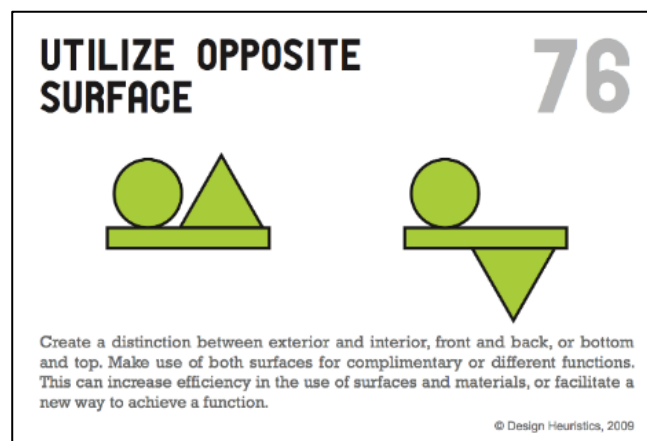 UTILIZE OPPOSITE
SURFACE
76
Create a distinction between exterior and interior, front and back, or bottom
and top. Make use of both surfaces for complimentary or different functions.
This can increase efficiency in the use of surfaces and materials, or facilitate a
new way to achieve a function.
© Design Heuristics, 2009